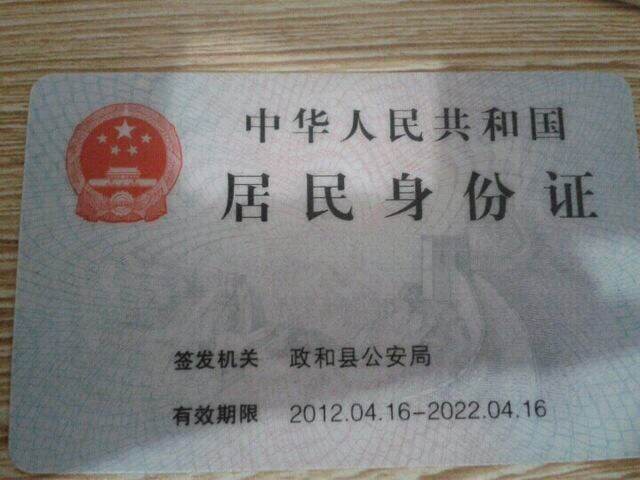 中华人民共和国
居民身份证
签发机关 政和县公安局
有效期限 2012.04.16-2022.04.16